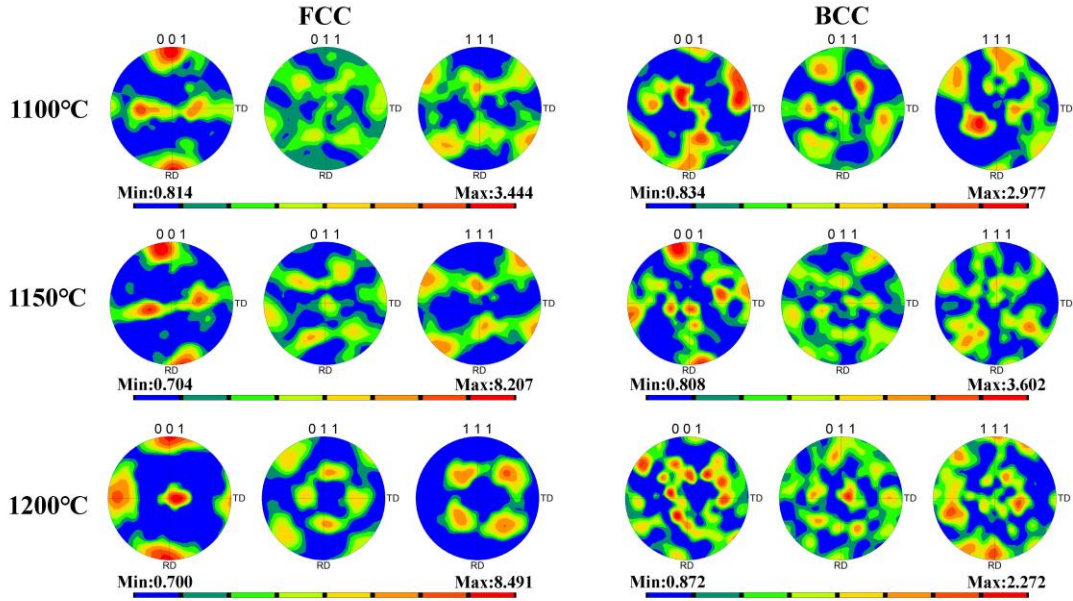 FCC BCC
0 0 1 0 1 1 1 1 1 0 0 1 0 1 1 1 1 1
1100℃ TD TD TD TD TD TD
RD RD RD RD RD RD
Min:0.814 Max:3.444 Min:0.834 Max:2.977
0 0 1 0 1 1 1 1 1 0 0 1 0 1 1 1 1 1
1150℃ TD TD TD TD TD TD
RD RD RD RD RD RD
Min:0.704 Max:8.207 Min:0.808 Max:3.602
0 0 1 0 1 1 1 1 1 0 0 1 0 1 1 1 1 1
1200℃ TD TD TD TD TD TD
RD RD RD RD RD RD
Min:0.700 Max:8.491 Min:0.872 Max:2.272